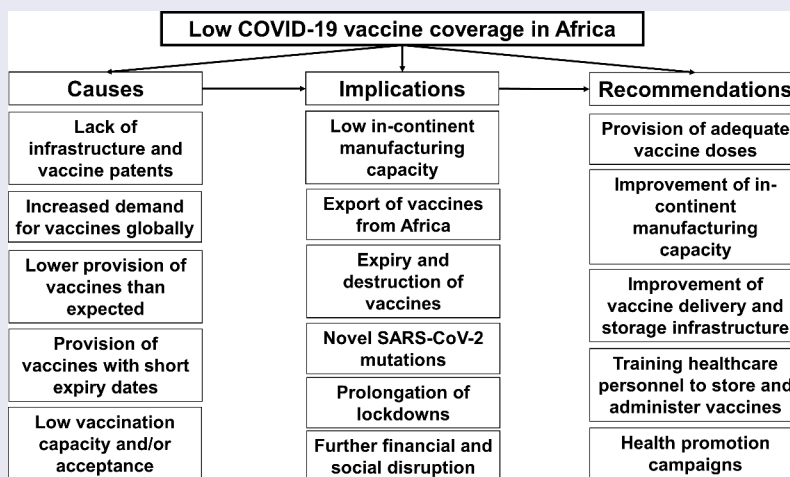 Low COVID-19 vaccine coverage in Africa
Causes
Lack of
infrastructure and
vaccine patents
Increased demand
for vaccines globally
Lower provision of
vaccines than
expected
Provision of
vaccines with short
expiry dates
Low vaccination
capacity and/or
acceptance
Implications
Low in-continent
manufacturing
capacity
Export of vaccines
from Africa
Expiry and
destruction of
vaccines
Novel SARS-CoV-2
mutations
Prolongation of
lockdowns
Further financial and
social disruption
Recommendations
Provision of adequate
vaccine doses
Improvement of in-
continent
manufacturing
capacity
Improvement of
vaccine delivery and
storage infrastructure
Training healthcare
personnel to store and
administer vaccines
Health promotion
campaigns